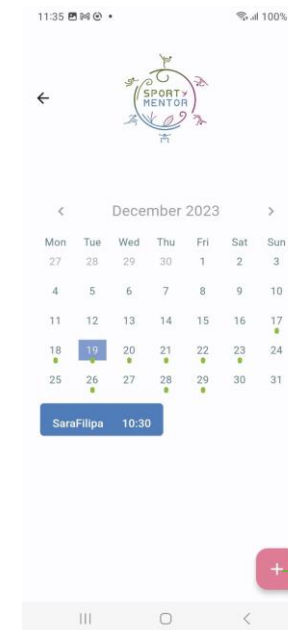 11:35 100%
SPORTY
MENTOR
December 2023
Mon Tue Wed Thu Fri Sat Sun
27 28 29 30 1 2 3
4 5 6 7 8 9 10
11 12 13 14 15 16 17
18 19 20 21 22 23 24
25 26 27 28 29 30 31
SaraFilipa 10:30
+